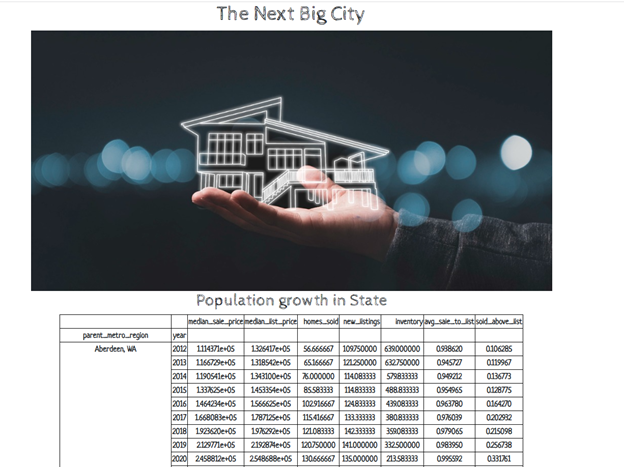 The Next Big City
Population growth in State
median_sale_price median_list_price homes_sold new_listings inventory avg_sale_to_list sold_above_list
parent_metro_region year
Aberdeen, WA 2012 1.114371e+05 1.326417e+05 56.666667 109.750000 639.000000 0.938620 0.106285
2013 1.166729e+05 1.318542e+05 65.166667 121.250000 632.750000 0.945727 0.119967
2014 1.190541e+05 1.343100e+05 76.000000 114.083333 579.833333 0.949212 0.136773
2015 1.337625e+05 1.453354e+05 85.583333 114.833333 488.833333 0.954965 0.128775
2016 1.464234e+05 1.566625e+05 102.916667 124.833333 439.083333 0.963780 0.164270
2017 1.668083e+05 1.787125e+05 115.416667 133.333333 380.833333 0.976039 0.202932
2018 1.923620e+05 1.976292e+05 121.083333 142.333333 359.083333 0.979065 0.215098
2019 2.129771e+05 2.192874e+05 120.750000 141.000000 332.500000 0.983950 0.256738
2020 2.458812e+05 2.548688e+05 130.666667 135.000000 213.583333 0.995592 0.331761